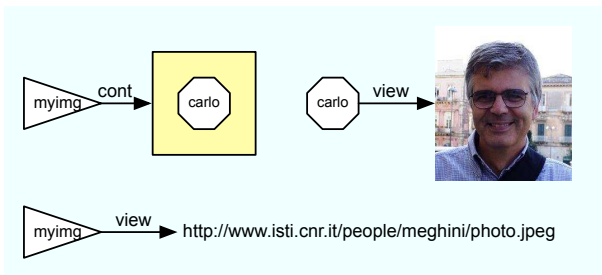 myimg
cont
carlo
carlo
view
myimg
view
http://www.isti.cnr.it/people/meghini/photo.jpeg